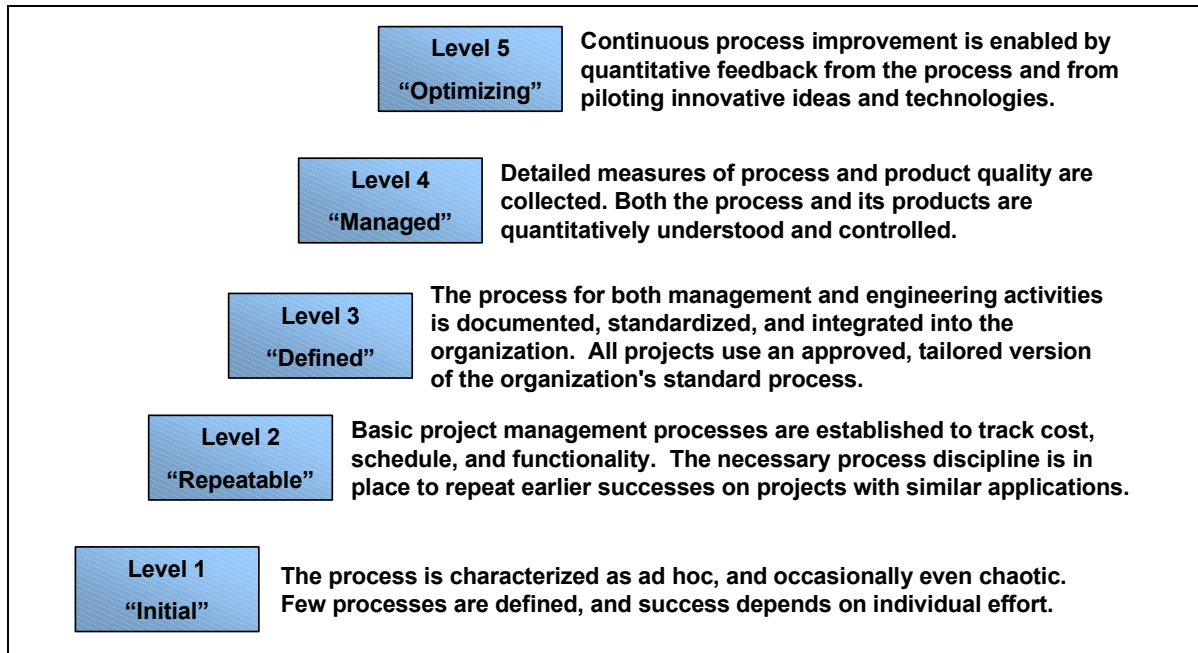 Level 5
“Optimizing”
Continuous process improvement is enabled by
quantitative feedback from the process and from
piloting innovative ideas and technologies.
Level 4
“Managed”
Detailed measures of process and product quality are
collected. Both the process and its products are
quantitatively understood and controlled.
Level 3
“Defined”
The process for both management and engineering activities
is documented, standardized, and integrated into the
organization.  All projects use an approved, tailored version
of the organization's standard process.
Level 2
“Repeatable”
Basic project management processes are established to track cost,
schedule, and functionality.  The necessary process discipline is in
place to repeat earlier successes on projects with similar applications.
Level 1
“Initial”
The process is characterized as ad hoc, and occasionally even chaotic.
Few processes are defined, and success depends on individual effort.